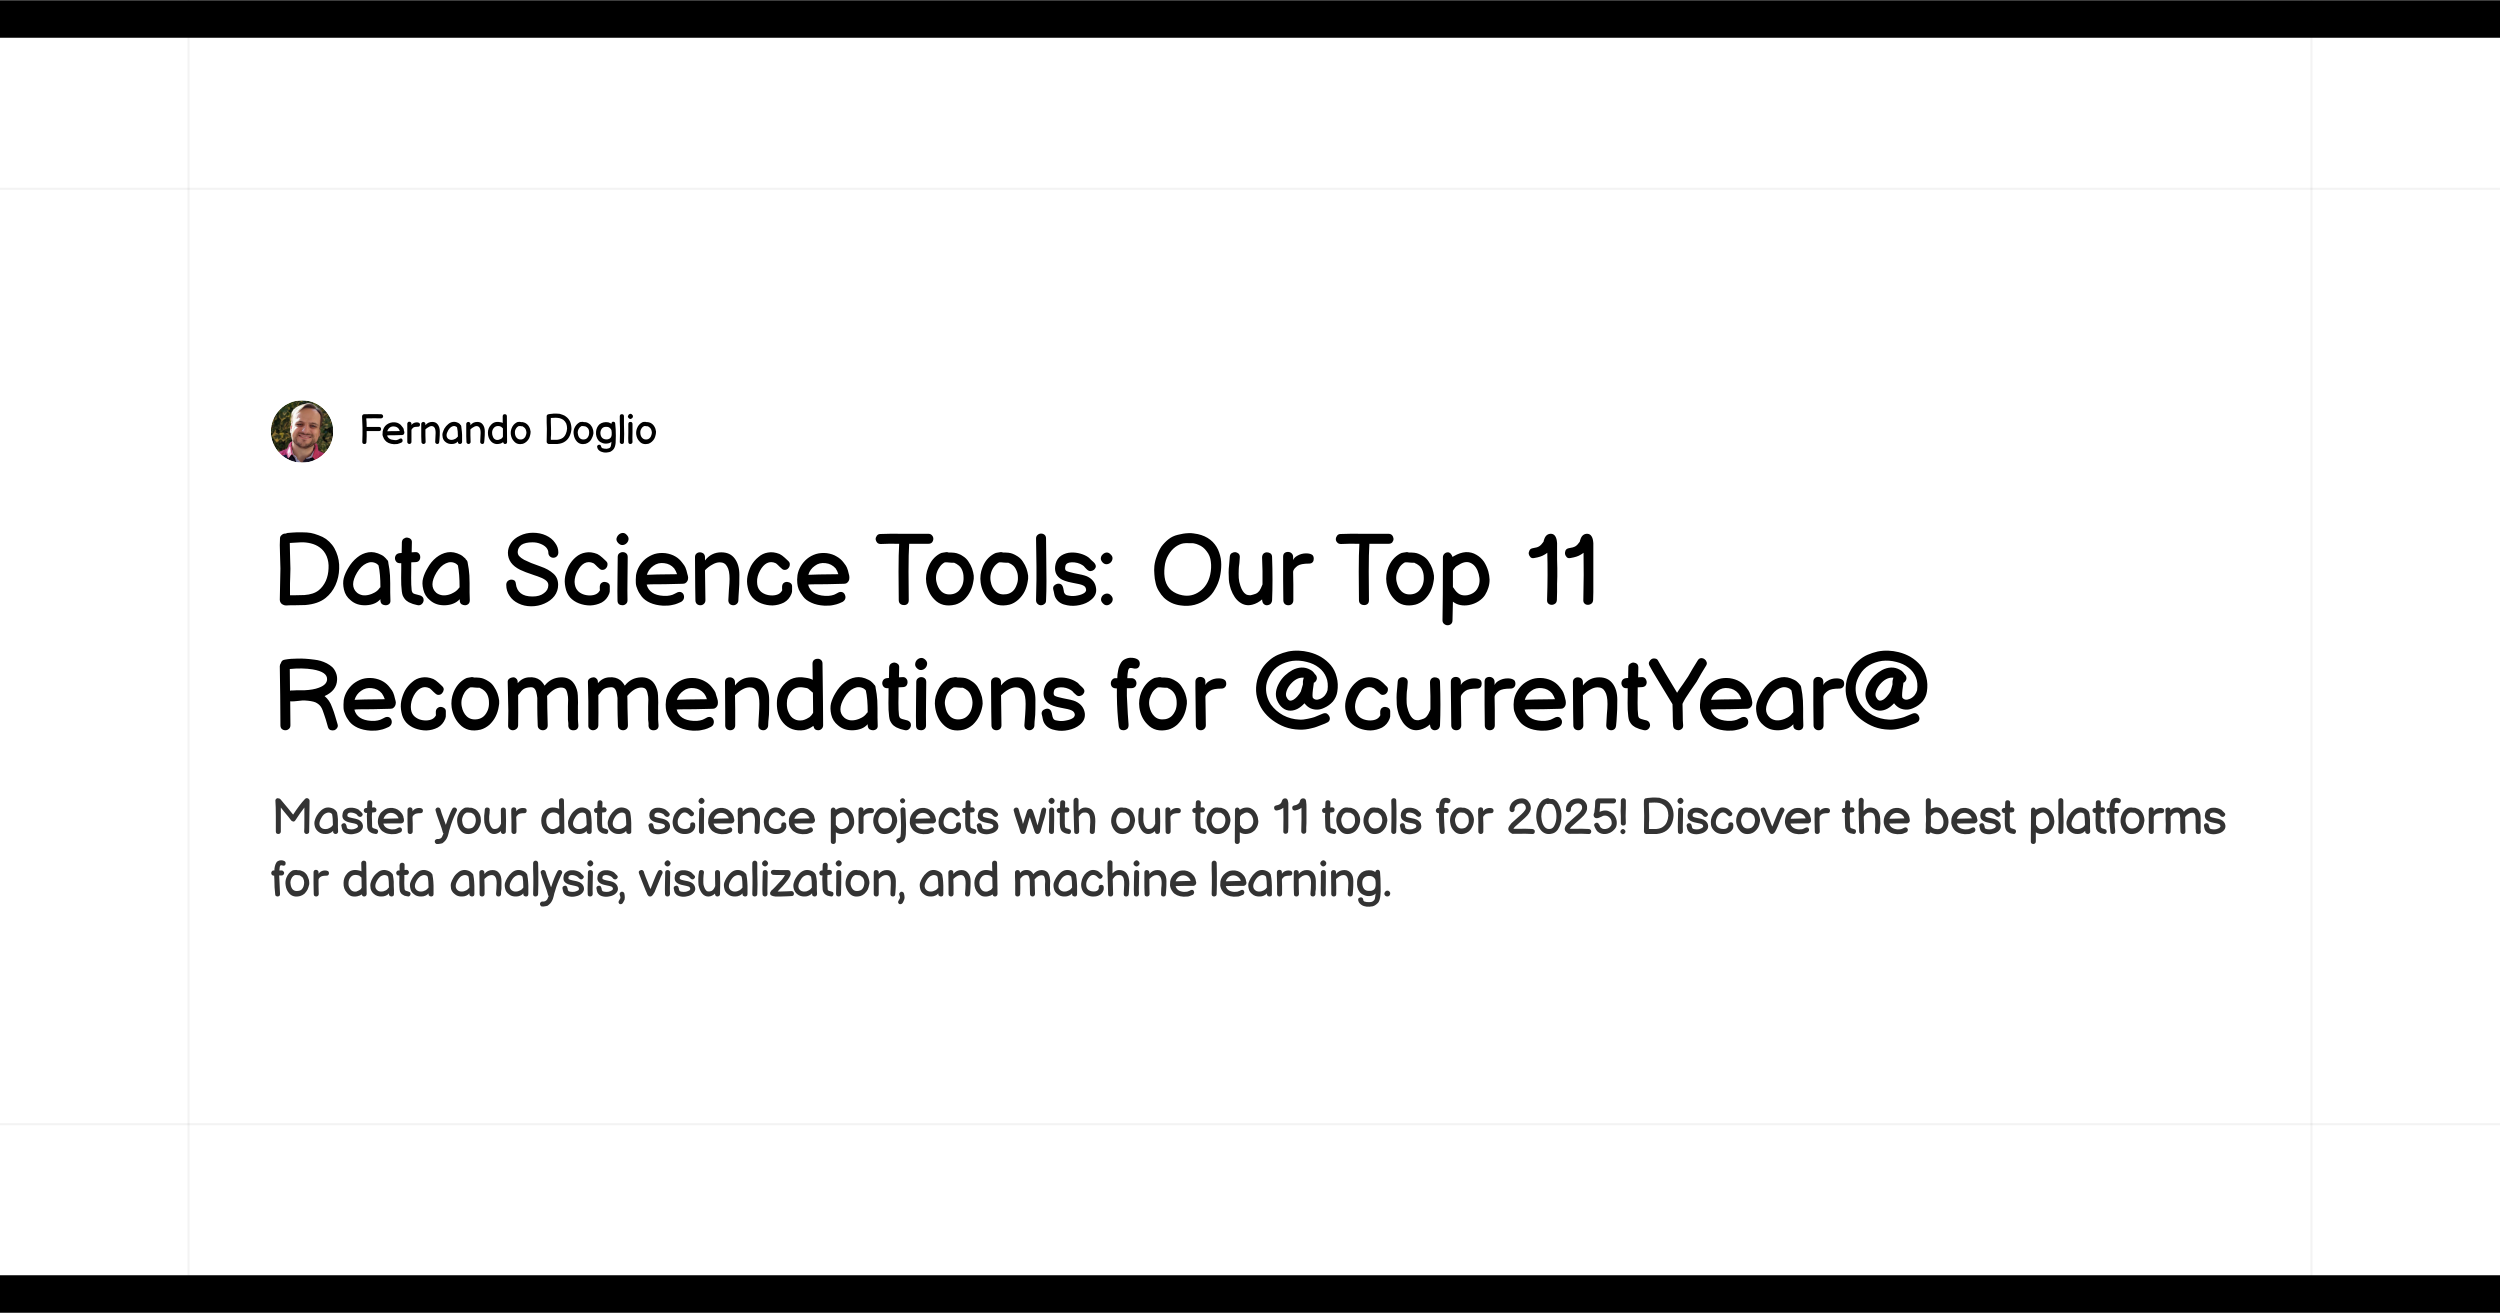 Fernando Doglio
Data Science Tools: Our Top 11
Recommendations for @currentYear@
Master your data science projects with our top 11 tools for 2025! Discover the best platforms
for data analysis, visualization, and machine learning.